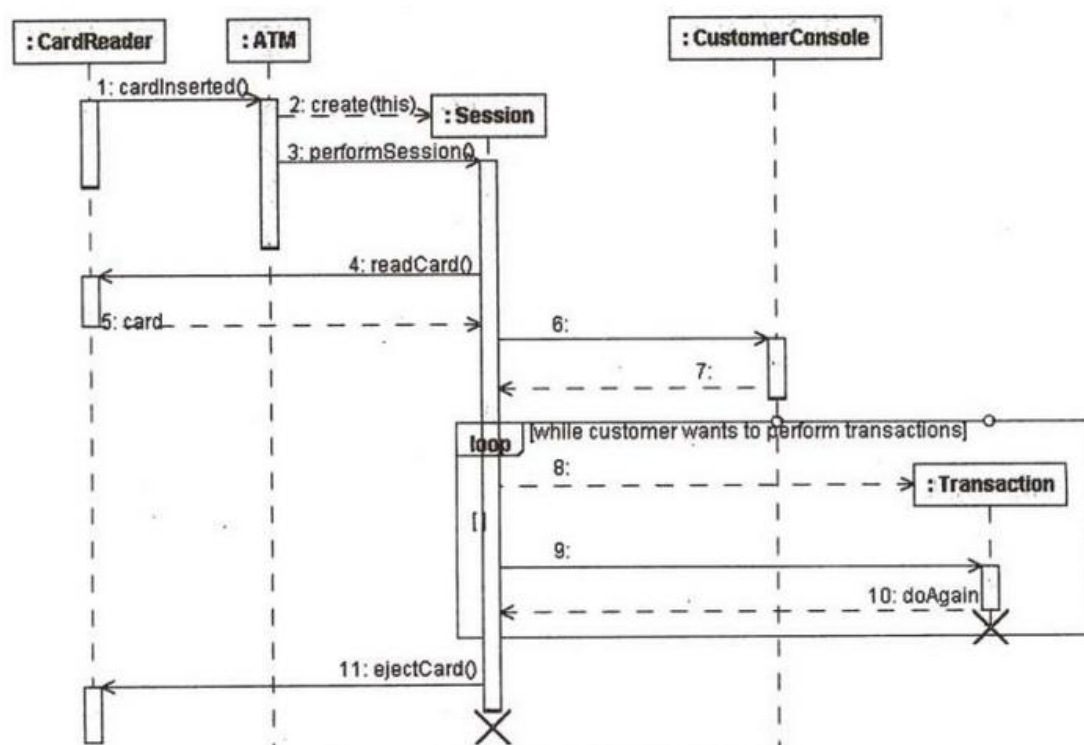 : CardReader
: ATM
: CustomerConsole
1: cardInserted()
2: create(this)
: Session
3: performSession()
4: readCard()
5: card
6:
7:
loop
[while customer wants to perform transactions]
8:
: Transaction
[]
9:
10: doAgain
11: ejectCard()